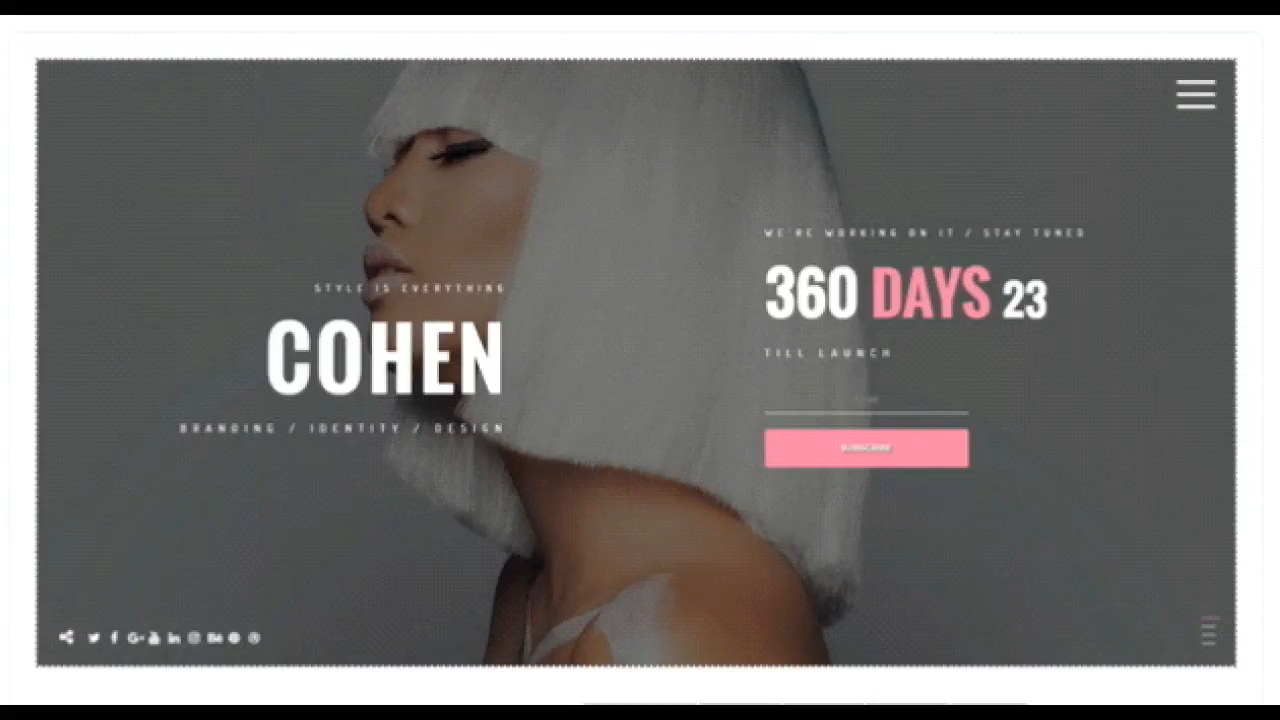 STYLE IS EVERYTHING
COHEN
BRANDING / IDENTITY / DESIGN
WE'RE WORKING ON IT / STAY TUNED
360 DAYS 23
TILL LAUNCH
SUBSCRIBE